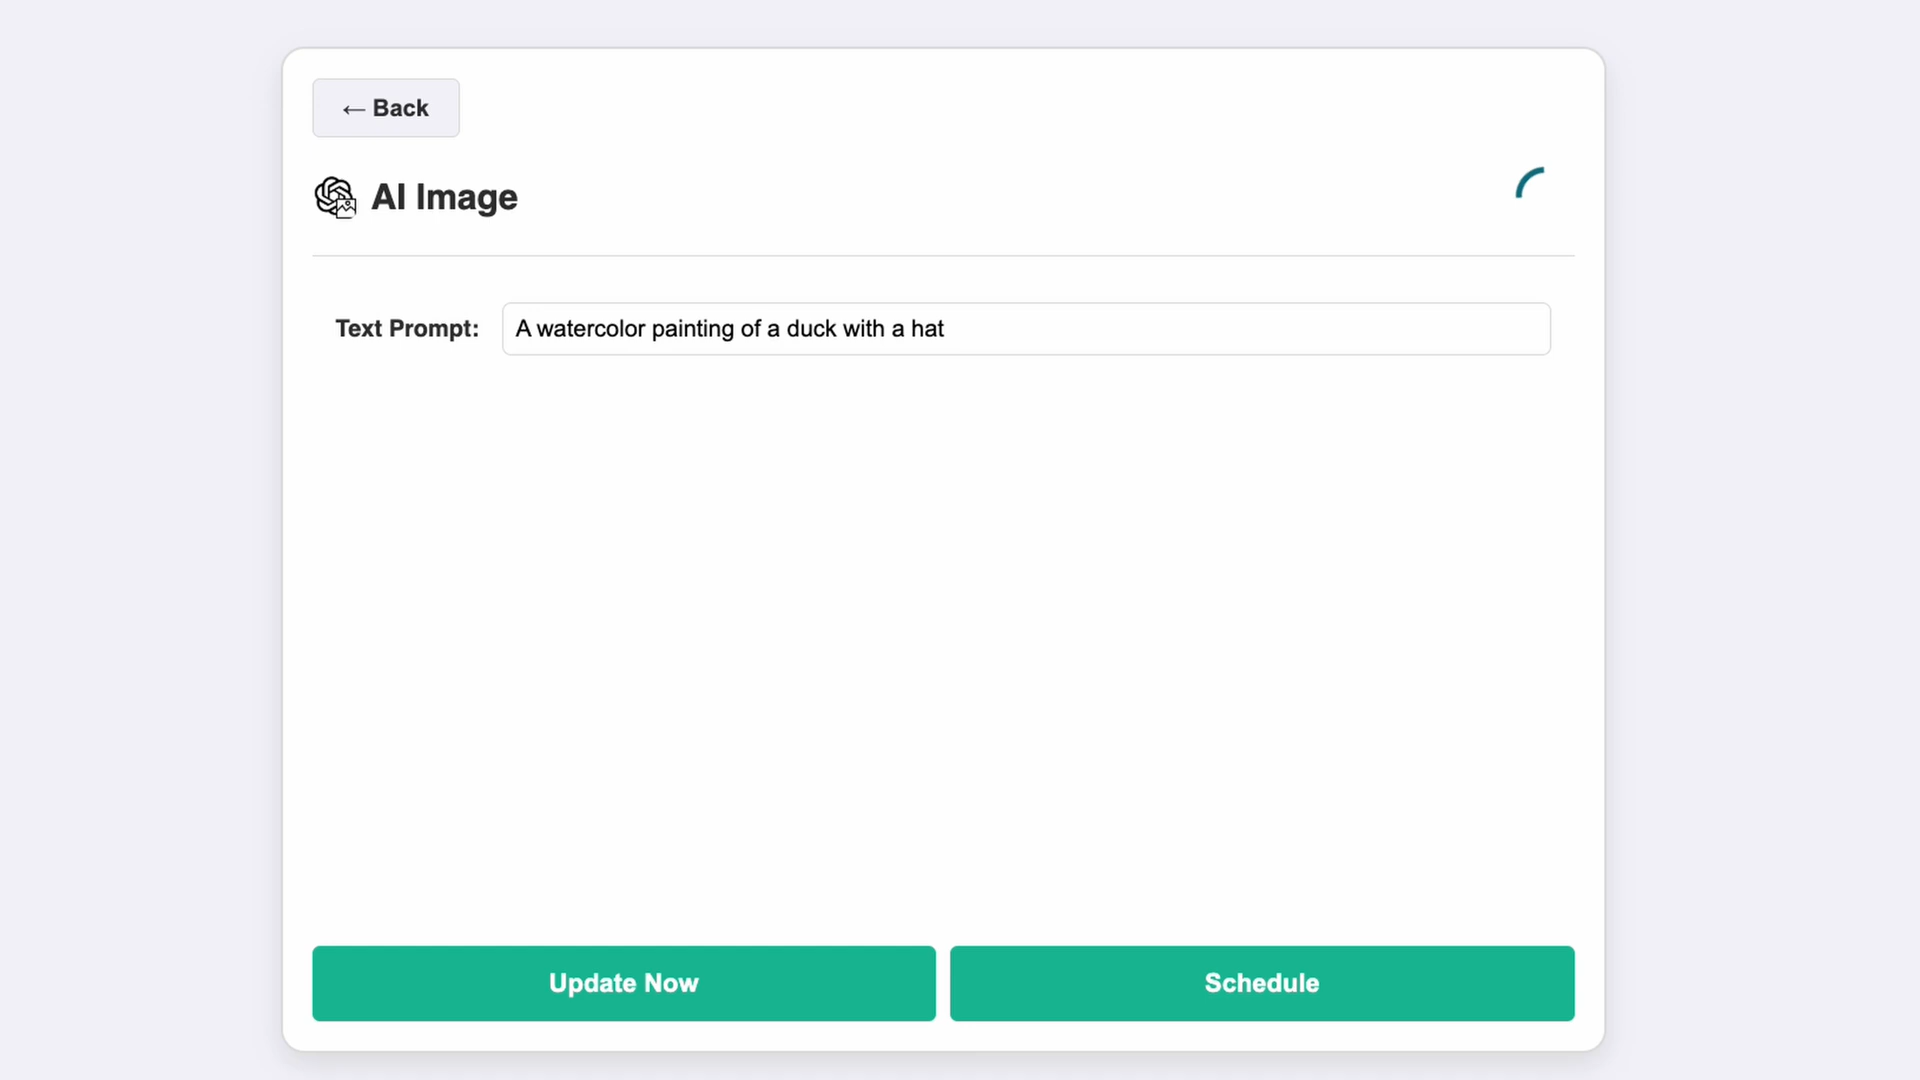 ← Back
AI Image
Text Prompt: A watercolor painting of a duck with a hat
Update Now
Schedule